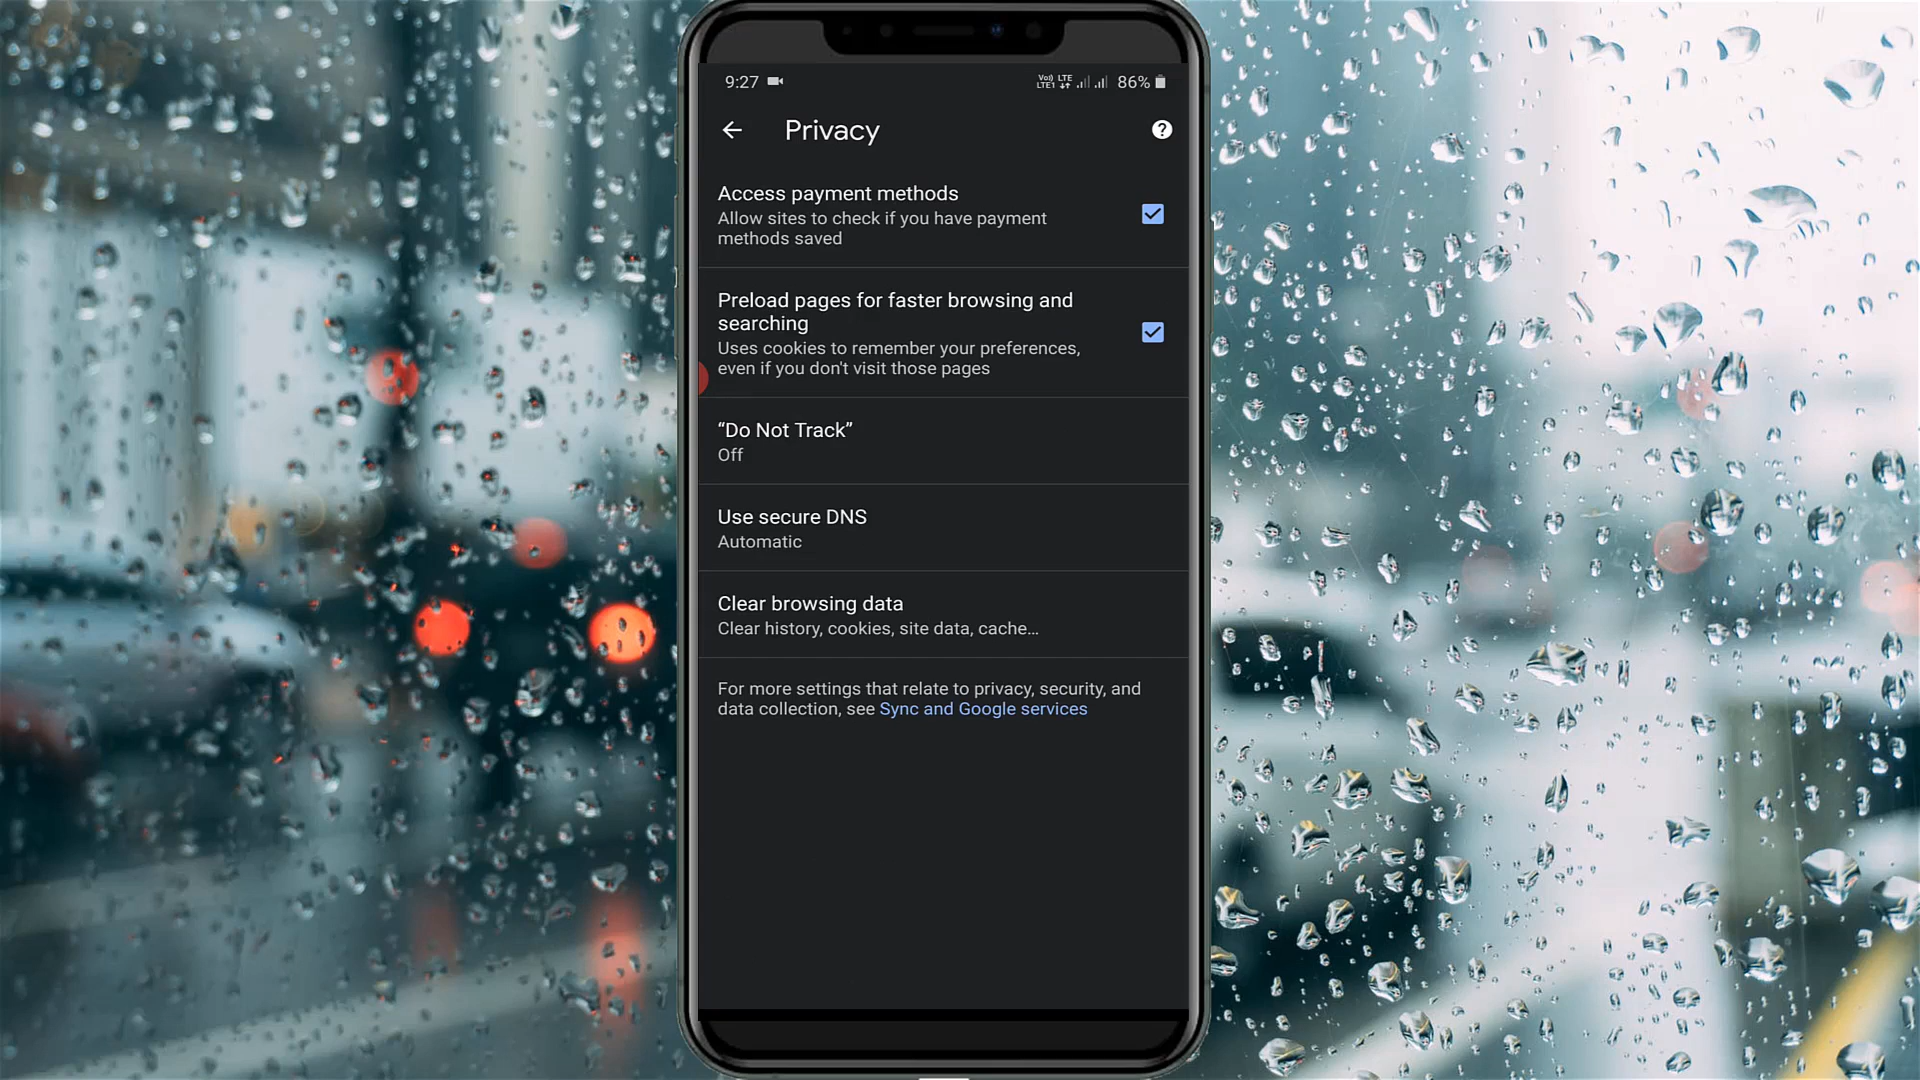 9:27
Vo) LTE
LTE1
86%
Privacy
?
Access payment methods
Allow sites to check if you have payment
methods saved
Preload pages for faster browsing and
searching
Uses cookies to remember your preferences,
even if you don't visit those pages
“Do Not Track”
Off
Use secure DNS
Automatic
Clear browsing data
Clear history, cookies, site data, cache...
For more settings that relate to privacy, security, and
data collection, see Sync and Google services